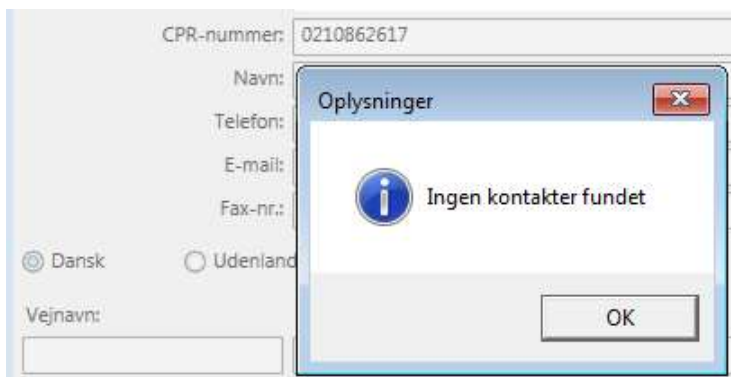 CPR-nummer: 0210862617
Navn:
Oplysninger
Telefon:
E-mail:
Ingen kontakter fundet
Fax-nr.:
Dansk
Udenland
OK
Vejnavn: